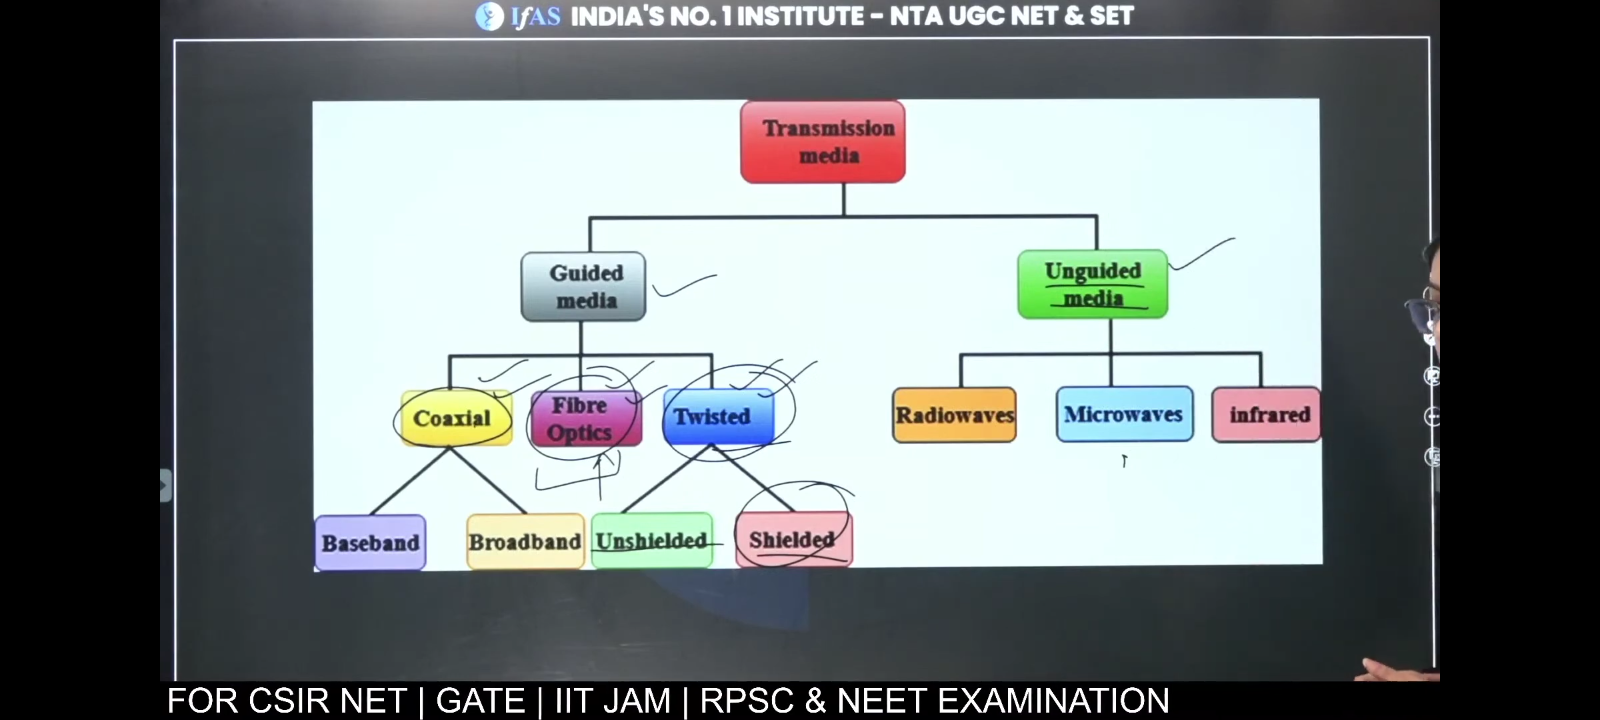 IfAS INDIA'S NO. 1 INSTITUTE – NTA UGC NET & SET
Transmission
media
Guided
media
Unguided
media
Coaxial
Fibre
Optics
Twisted
Radiowaves
Microwaves
infrared
Baseband
Broadband
Unshielded
Shielded
FOR CSIR NET | GATE | IIT JAM | RPSC & NEET EXAMINATION